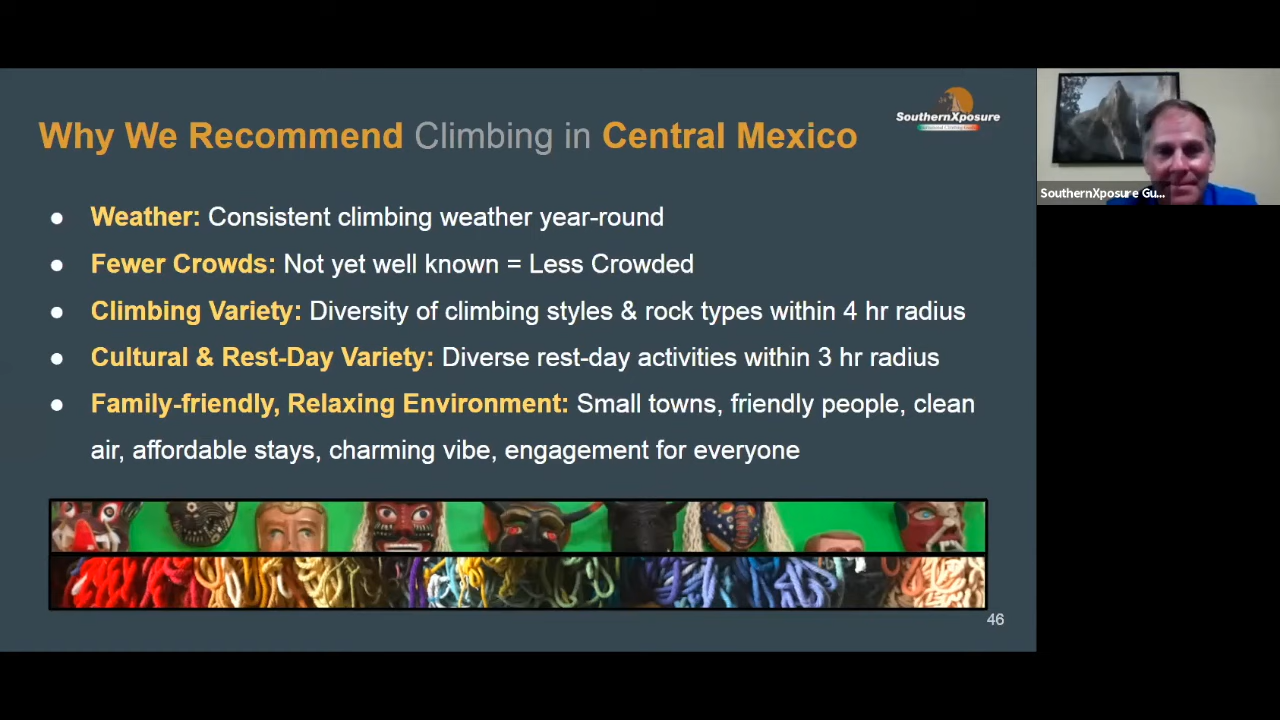 Why We Recommend Climbing in Central Mexico
SouthernXposure
● Weather: Consistent climbing weather year-round
● Fewer Crowds: Not yet well known = Less Crowded
● Climbing Variety: Diversity of climbing styles & rock types within 4 hr radius
● Cultural & Rest-Day Variety: Diverse rest-day activities within 3 hr radius
● Family-friendly, Relaxing Environment: Small towns, friendly people, clean
air, affordable stays, charming vibe, engagement for everyone
46
SouthernXposure Gu...